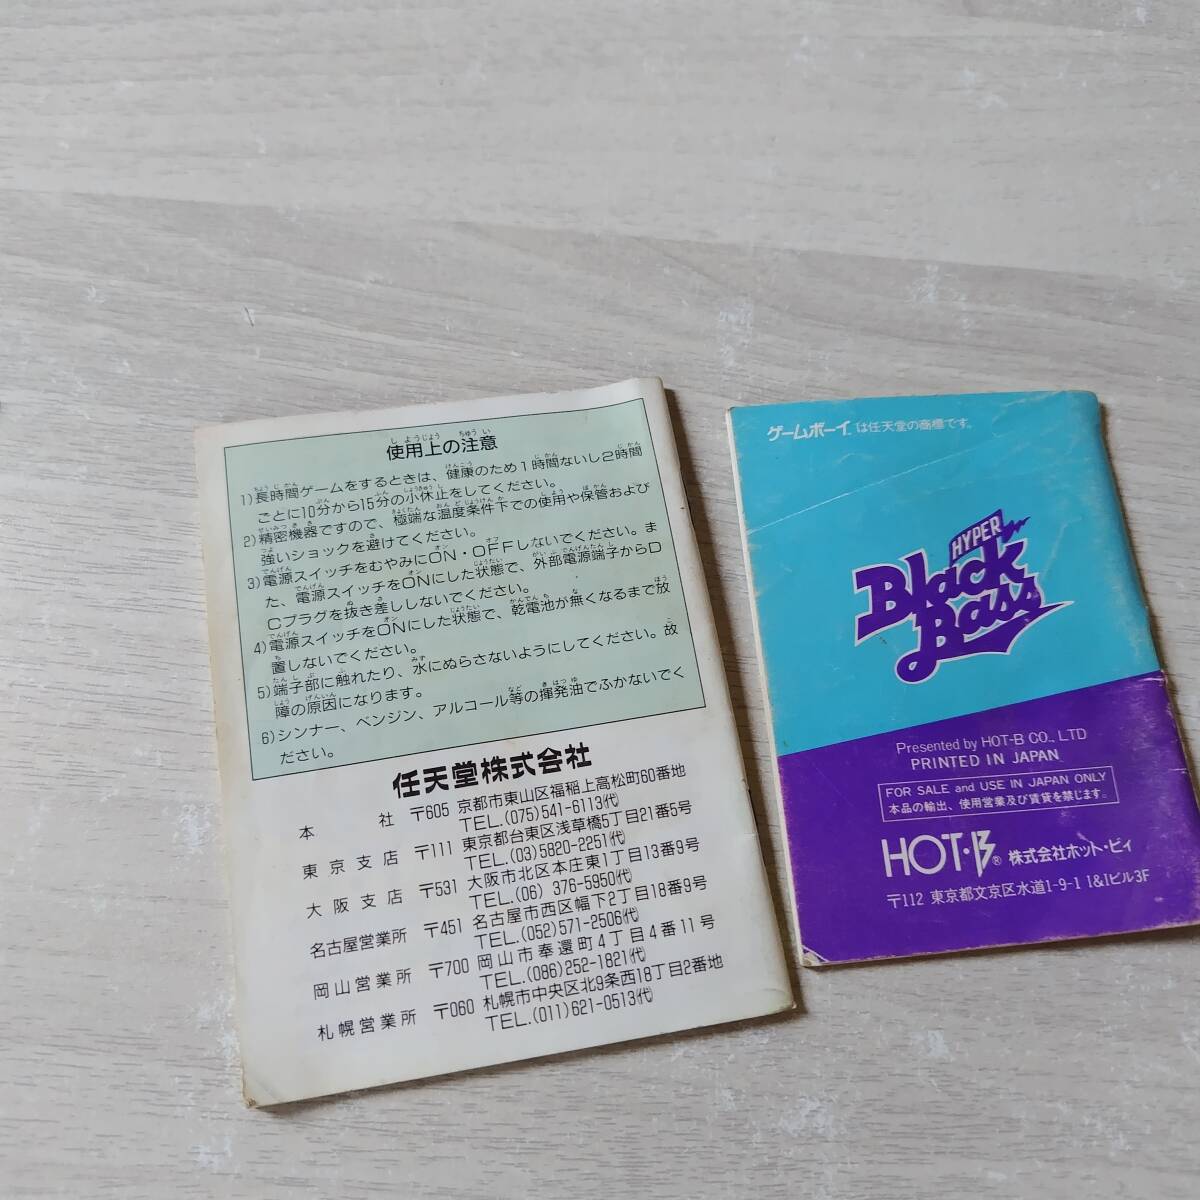 使用上の注意
1)長時間ゲームをするときは、健康のため1時間ないし2時間
ごとに10分から15分の小休止をしてください。
2)精密機器ですので、極端な温度条件下での使用や保管および
強いショックを避けてください。
3)電源スイッチをむやみにON・OFFしないでください。ま
た、電源スイッチをONにした状態で、外部電源端子からD
Cプラグを抜き差ししないでください。
4)電源スイッチをONにした状態で、乾電池が無くなるまで放
置しないでください。
5)端子部に触れたり、水にぬらさないようにしてください。故
障の原因になります。
6)シンナー、ベンジン、アルコール等の揮発油でふかないでく
ださい。
任天堂株式会社
本社 〒605 京都市東山区福稲上高松町60番地
TEL.(075)541-6113(代)
東京支店 〒111 東京都台東区浅草橋5丁目21番5号
TEL.(03)5820-2251(代)
大阪支店 〒531 大阪市北区本庄東1丁目13番9号
TEL.(06)376-5950(代)
名古屋営業所 〒451 名古屋市西区幅下2丁目18番9号
TEL.(052)571-2506(代)
岡山営業所 〒700 岡山市奉還町4丁目4番11号
TEL.(086)252-1821(代)
札幌営業所 〒060 札幌市中央区北9条西18丁目2番地
TEL.(011)621-0513(代)
ゲームボーイ™は任天堂の商標です。
HYPER
Black
Bass
Presented by HOT-B CO., LTD
PRINTED IN JAPAN
FOR SALE and USE IN JAPAN ONLY
本品の輸出、使用営業及び賃貸を禁じます。
HOT・B® 株式会社ホット・ビィ
〒112 東京都文京区水道1-9-1 I&Iビル3F